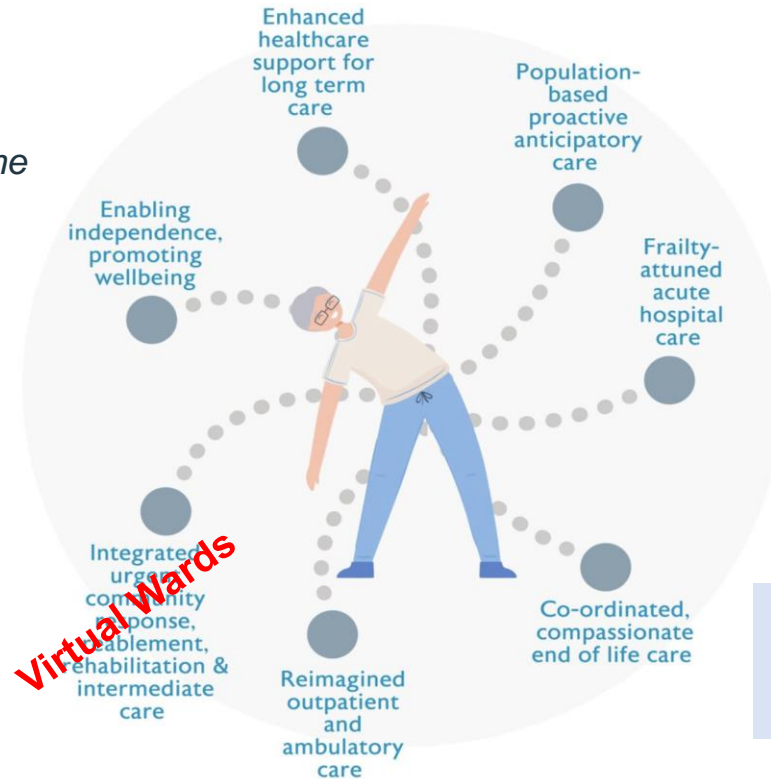 Enhanced
healthcare
support for
long term
care
Population-
based
proactive
anticipatory
care
Enabling
independence,
promoting
wellbeing
Frailty-
attuned
acute
hospital
care
Integrated
urgent
community
response,
reablement,
rehabilitation &
intermediate
care
Virtual Wards
Reimagined
outpatient
and
ambulatory
care
Co-ordinated,
compassionate
end of life care